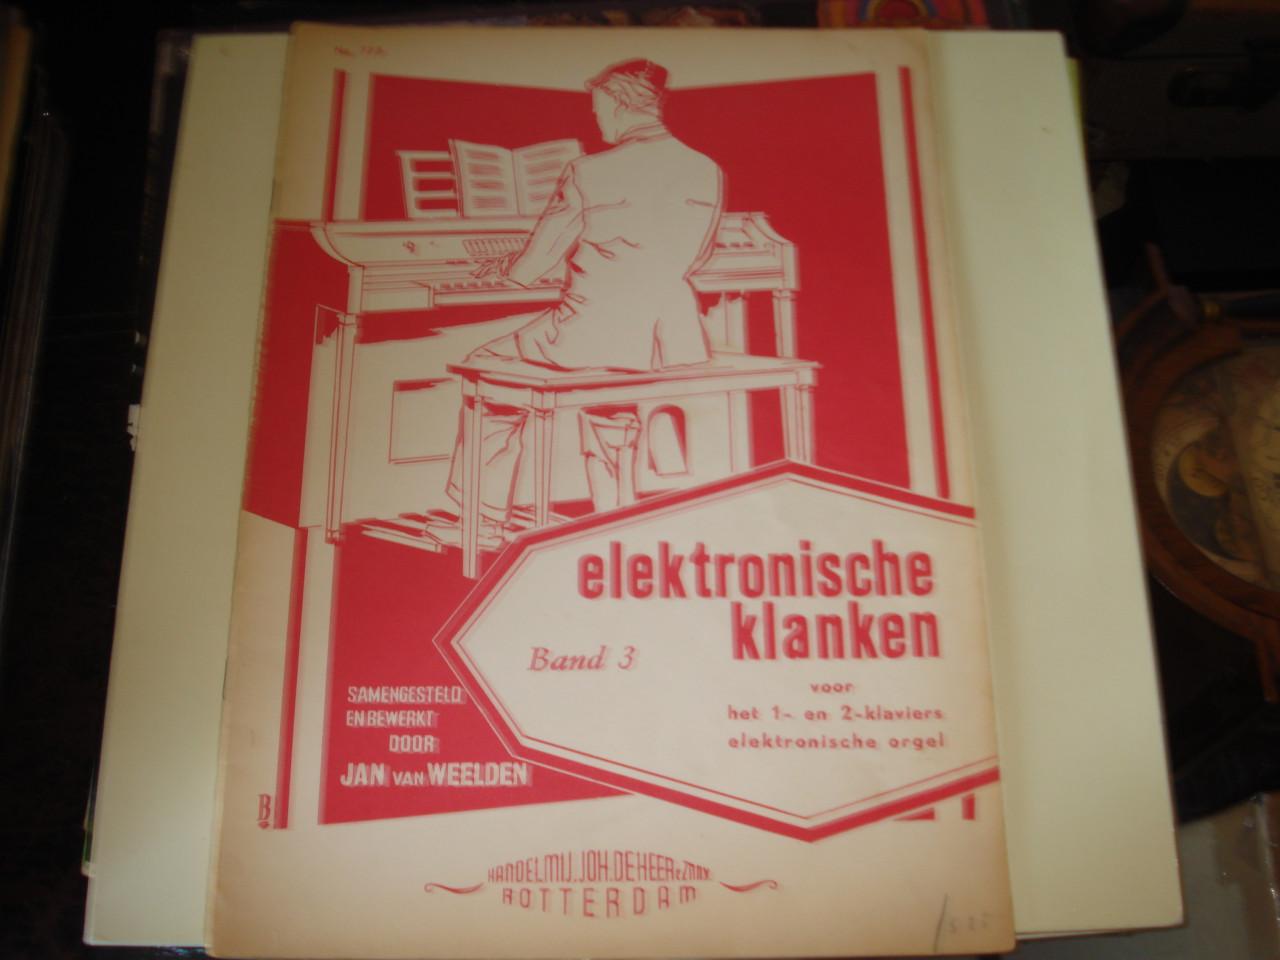 elektronische
klanken
Band 3
voor
het 1- en 2-klaviers
elektronische orgel
SAMENGESTELD
EN BEWERKT
DOOR
JAN VAN WEELDEN
B
HANDELMIJ. JOH. DE HEER & ZN.
ROTTERDAM